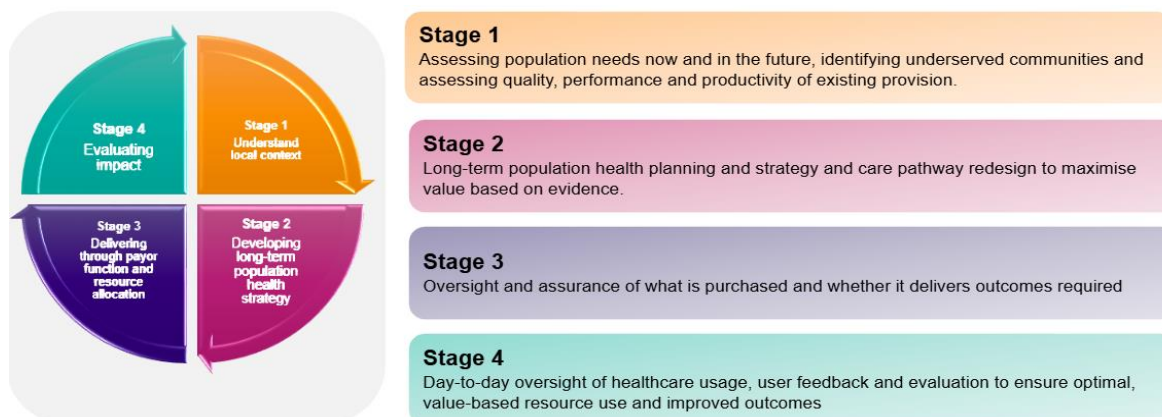 Stage 4
Evaluating
impact
Stage 1
Understand
local context
Stage 3
Delivering
through payor
function and
resource
allocation
Stage 2
Developing
long-term
population
health
strategy
Stage 1
Assessing population needs now and in the future, identifying underserved communities and
assessing quality, performance and productivity of existing provision.
Stage 2
Long-term population health planning and strategy and care pathway redesign to maximise
value based on evidence.
Stage 3
Oversight and assurance of what is purchased and whether it delivers outcomes required
Stage 4
Day-to-day oversight of healthcare usage, user feedback and evaluation to ensure optimal,
value-based resource use and improved outcomes